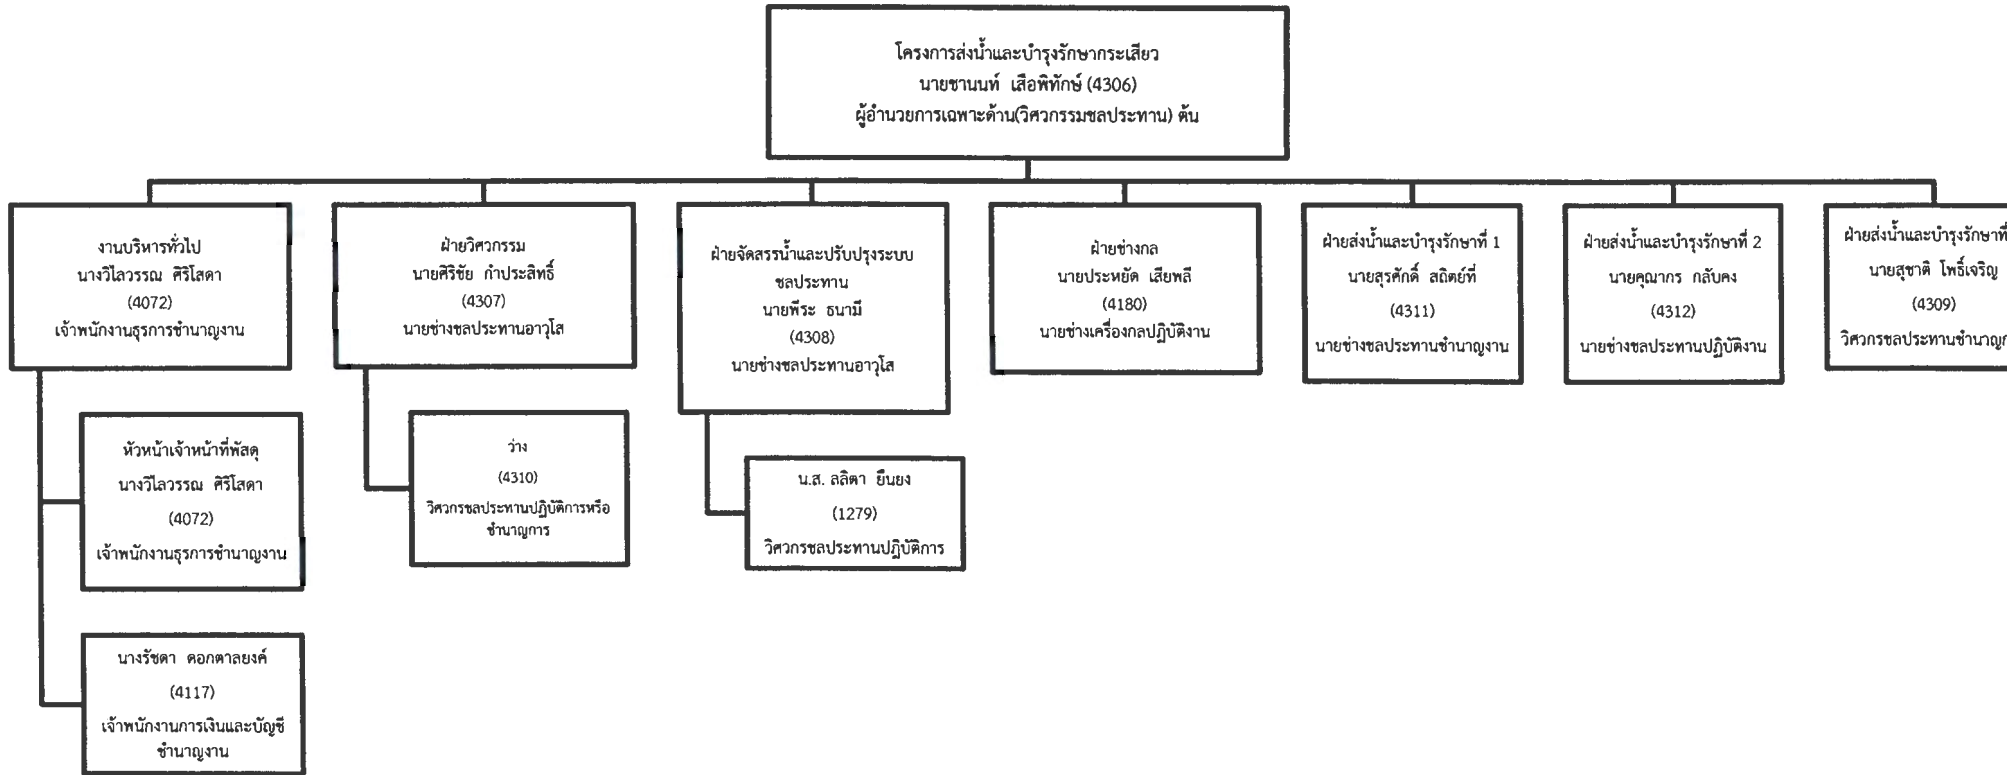 โครงการส่งน้ำและบำรุงรักษากระเสียว
นายชานนท์ เสือพิทักษ์ (4306)
ผู้อำนวยการเฉพาะด้าน(วิศวกรรมชลประทาน) ต้น
งานบริหารทั่วไป
นางวิไลวรรณ ศิริโสดา
(4072)
เจ้าพนักงานธุรการชำนาญงาน
ฝ่ายวิศวกรรม
นายศิริชัย กำประสิทธิ์
(4307)
นายช่างชลประทานอาวุโส
ฝ่ายจัดสรรน้ำและปรับปรุงระบบ
ชลประทาน
นายพีระ ธนามี
(4308)
นายช่างชลประทานอาวุโส
ฝ่ายช่างกล
นายประหยัด เสียพลี
(4180)
นายช่างเครื่องกลปฏิบัติงาน
ฝ่ายส่งน้ำและบำรุงรักษาที่ 1
นายสุรศักดิ์ สถิตย์ที่
(4311)
นายช่างชลประทานชำนาญงาน
ฝ่ายส่งน้ำและบำรุงรักษาที่ 2
นายคุณากร กลับคง
(4312)
นายช่างชลประทานปฏิบัติงาน
ฝ่ายส่งน้ำและบำรุงรักษาที่
นายสุชาติ โพธิ์เจริญ
(4309)
วิศวกรชลประทานชำนาญก
หัวหน้าเจ้าหน้าที่พัสดุ
นางวิไลวรรณ ศิริโสดา
(4072)
เจ้าพนักงานธุรการชำนาญงาน
ว่าง
(4310)
วิศวกรชลประทานปฏิบัติการหรือ
ชำนาญการ
น.ส. ลลิตา ยืนยง
(1279)
วิศวกรชลประทานปฏิบัติการ
นางรัชดา ดอกตาลยงค์
(4117)
เจ้าพนักงานการเงินและบัญชี
ชำนาญงาน